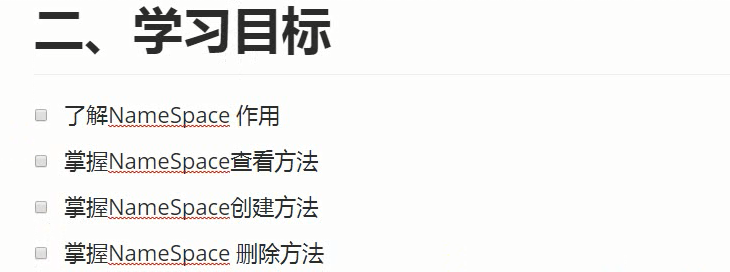 二、学习目标
了解NameSpace 作用
掌握NameSpace查看方法
掌握NameSpace创建方法
掌握NameSpace 删除方法